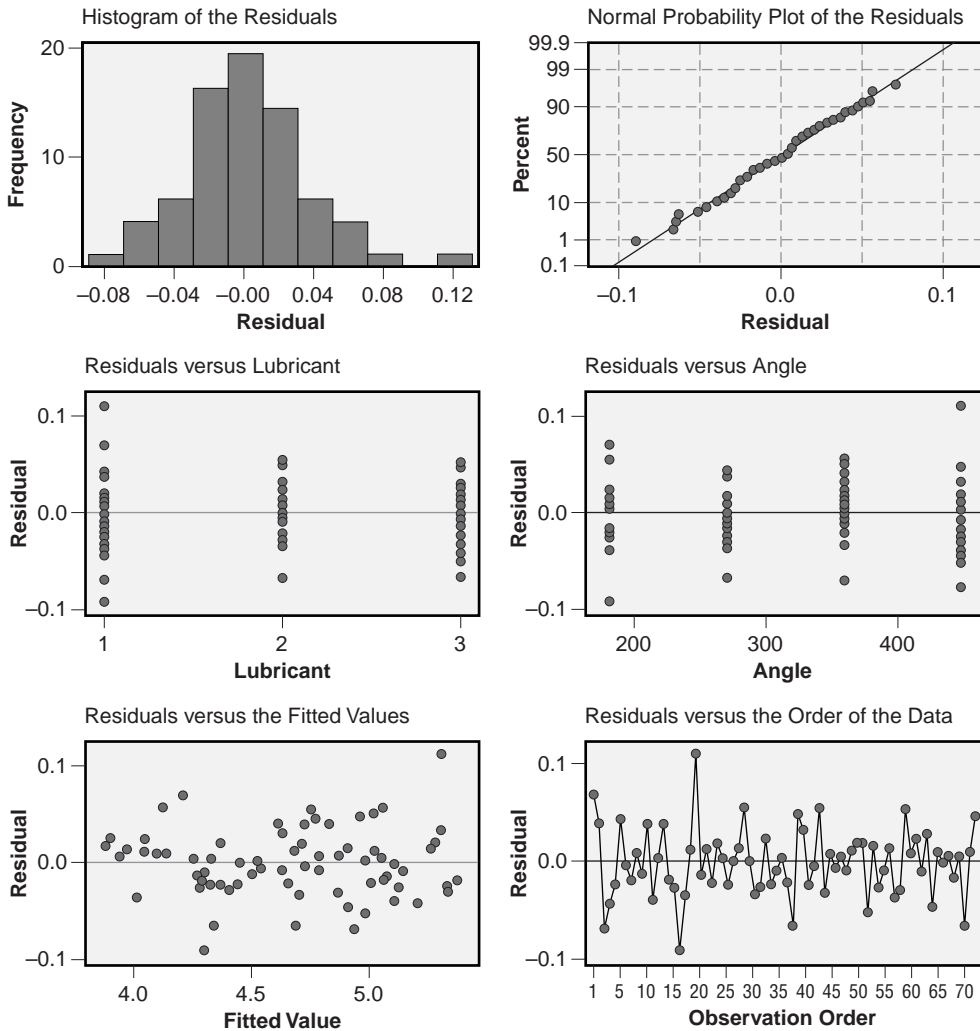 Histogram of the Residuals
Frequency
20
10
0
–0.08 –0.04 –0.00 0.04 0.08 0.12
Residual
Normal Probability Plot of the Residuals
Percent
99.9
99
90
50
10
1
0.1
–0.1 0.0 0.1
Residual
Residuals versus Lubricant
Residual
0.1
0.0
–0.1
1 2 3
Lubricant
Residuals versus Angle
Residual
0.1
0.0
–0.1
200 300 400
Angle
Residuals versus the Fitted Values
Residual
0.1
0.0
–0.1
4.0 4.5 5.0
Fitted Value
Residuals versus the Order of the Data
Residual
0.1
0.0
–0.1
1 5 10 15 20 25 30 35 40 45 50 55 60 65 70
Observation Order